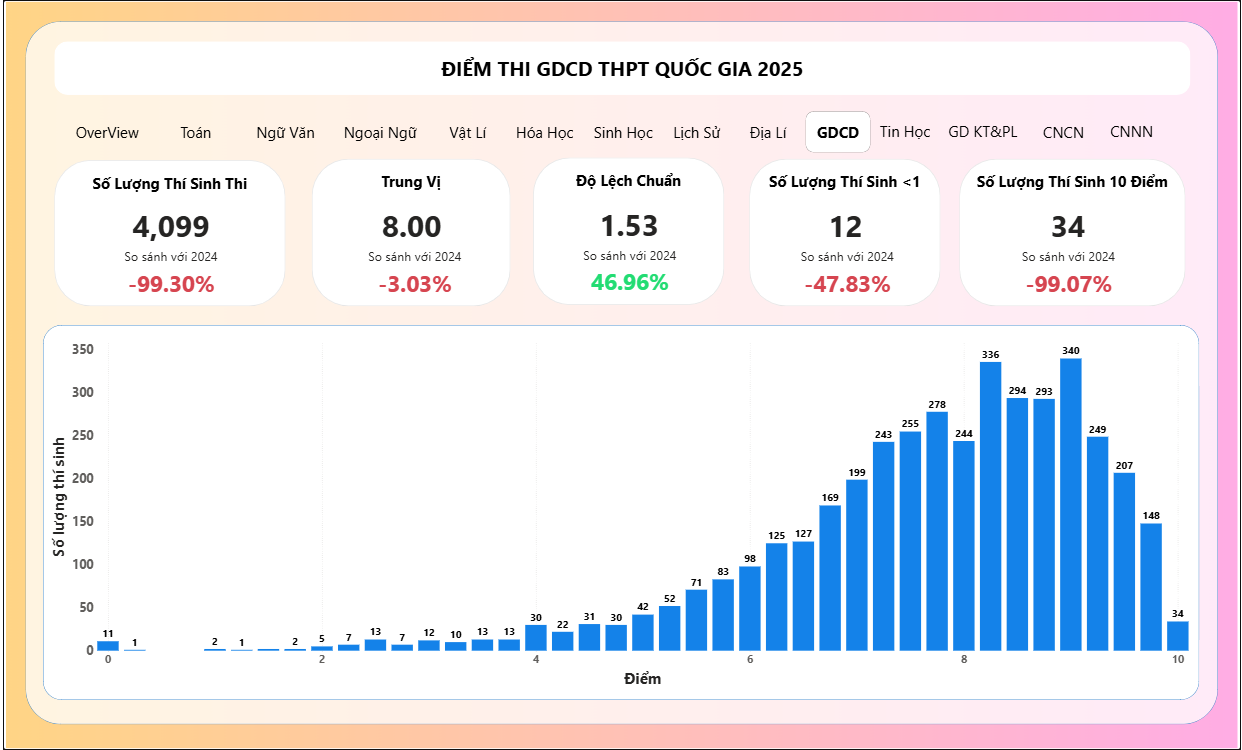 ĐIỂM THI GDCD THPT QUỐC GIA 2025
OverView Toán Ngữ Văn Ngoại Ngữ Vật Lí Hóa Học Sinh Học Lịch Sử Địa Lí GDCD Tin Học GD KT&PL CNCN CNNN
Số Lượng Thí Sinh Thi
4,099
So sánh với 2024
-99.30%
Trung Vị
8.00
So sánh với 2024
-3.03%
Độ Lệch Chuẩn
1.53
So sánh với 2024
46.96%
Số Lượng Thí Sinh <1
12
So sánh với 2024
-47.83%
Số Lượng Thí Sinh 10 Điểm
34
So sánh với 2024
-99.07%
Số lượng thí sinh
350
300
250
200
150
100
50
0
11 1 2 1 2 5 7 13 7 12 10 13 13 30 22 31 30 42 52 71 83 98 125 127 169 199 243 255 278 244 336 294 293 340 249 207 148 34
0 2 4 6 8 10
Điểm